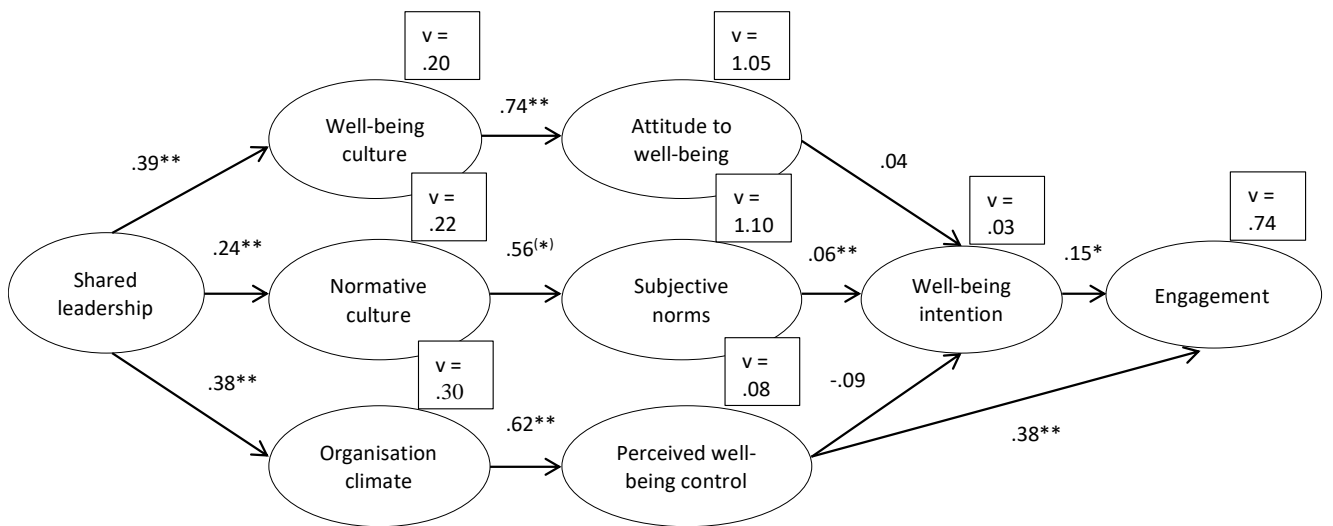 v =
.20
v =
1.05
Well-being
culture
.74**
Attitude to
well-being
.39**
.04
v =
.22
v =
1.10
v =
.03
v =
.74
Shared
leadership
.24**
Normative
culture
.56(*)
Subjective
norms
.06**
Well-being
intention
.15*
Engagement
.38**
v =
.30
v =
.08
-.09
.38**
Organisation
climate
.62**
Perceived well-
being control